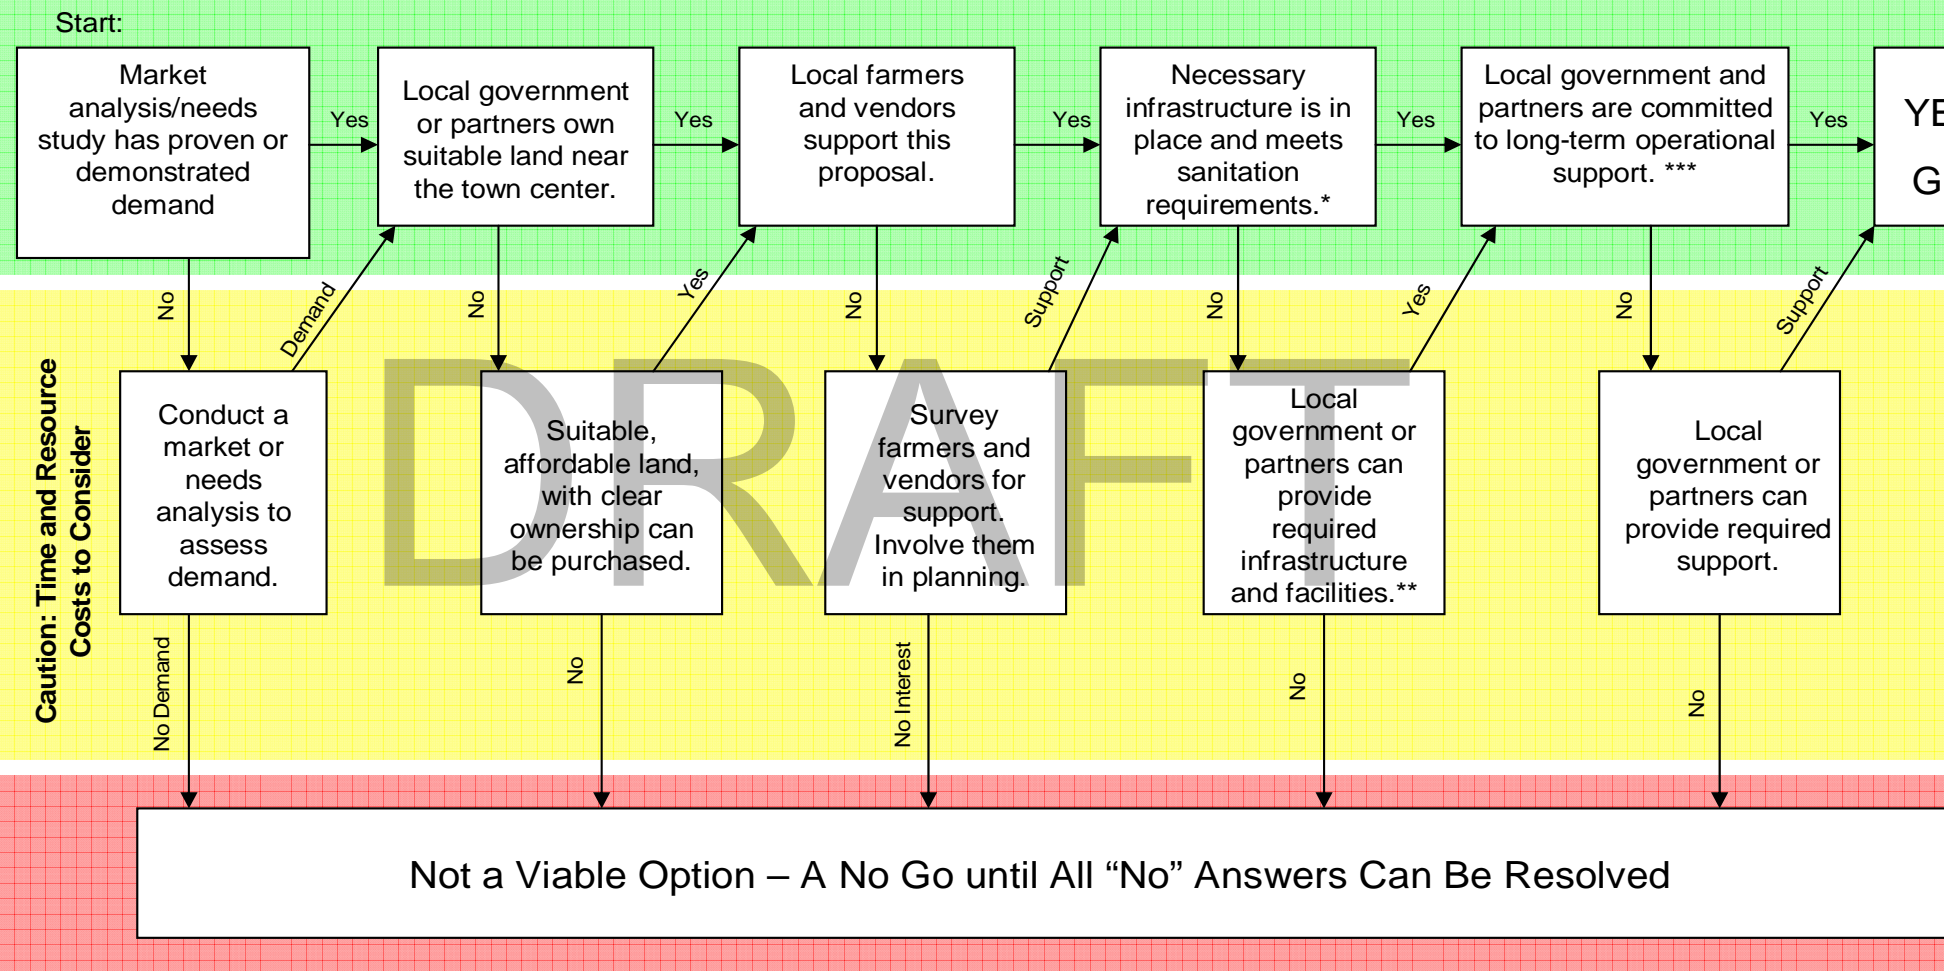 Start:
Market
analysis/needs
study has proven or
demonstrated
demand
Yes
Local government
or partners own
suitable land near
the town center.
Yes
Local farmers
and vendors
support this
proposal.
Yes
Necessary
infrastructure is in
place and meets
sanitation
requirements.*
Yes
Local government and
partners are committed
to long-term operational
support. ***
Yes
No
Demand
No
Yes
No
Support
No
Yes
No
Support
Caution: Time and Resource
Costs to Consider
Conduct a
market or
needs
analysis to
assess
demand.
Suitable,
affordable land,
with clear
ownership can
be purchased.
Survey
farmers and
vendors for
support.
Involve them
in planning.
Local
government or
partners can
provide
required
infrastructure
and facilities.**
Local
government or
partners can
provide required
support.
DRAFT
No Demand
No
No Interest
No
No
Not a Viable Option – A No Go until All “No” Answers Can Be Resolved